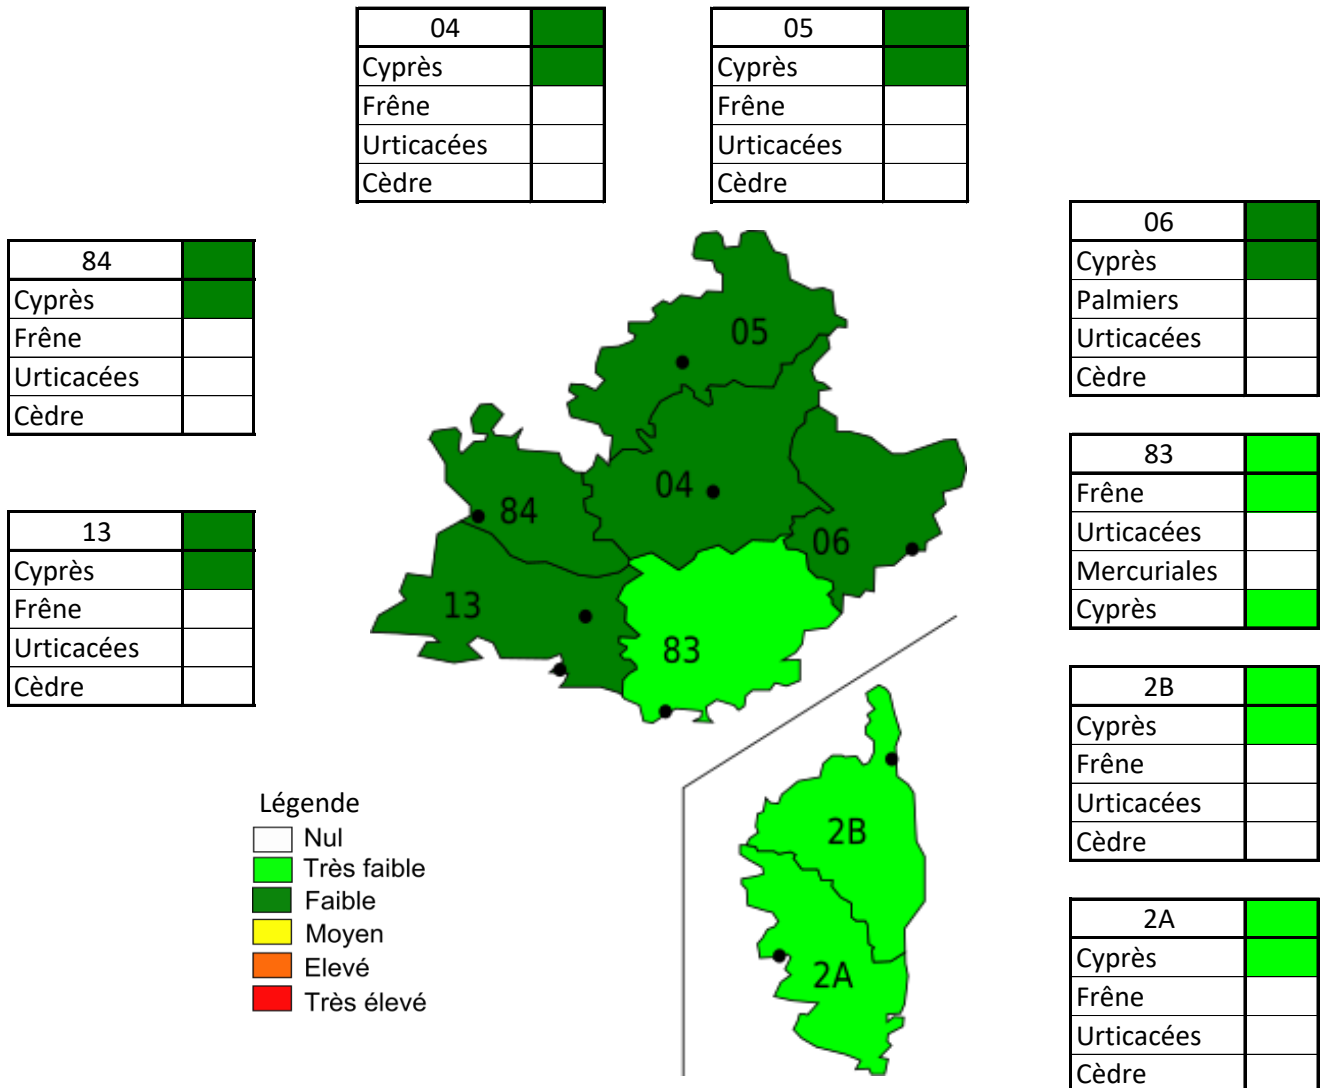 04
Cyprès
Frêne
Urticacées
Cèdre
05
Cyprès
Frêne
Urticacées
Cèdre
84
Cyprès
Frêne
Urticacées
Cèdre
13
Cyprès
Frêne
Urticacées
Cèdre
05
04
84
06
13
83
2B
2A
06
Cyprès
Palmiers
Urticacées
Cèdre
83
Frêne
Urticacées
Mercuriales
Cyprès
2B
Cyprès
Frêne
Urticacées
Cèdre
2A
Cyprès
Frêne
Urticacées
Cèdre
Légende
Nul
Très faible
Faible
Moyen
Elevé
Très élevé